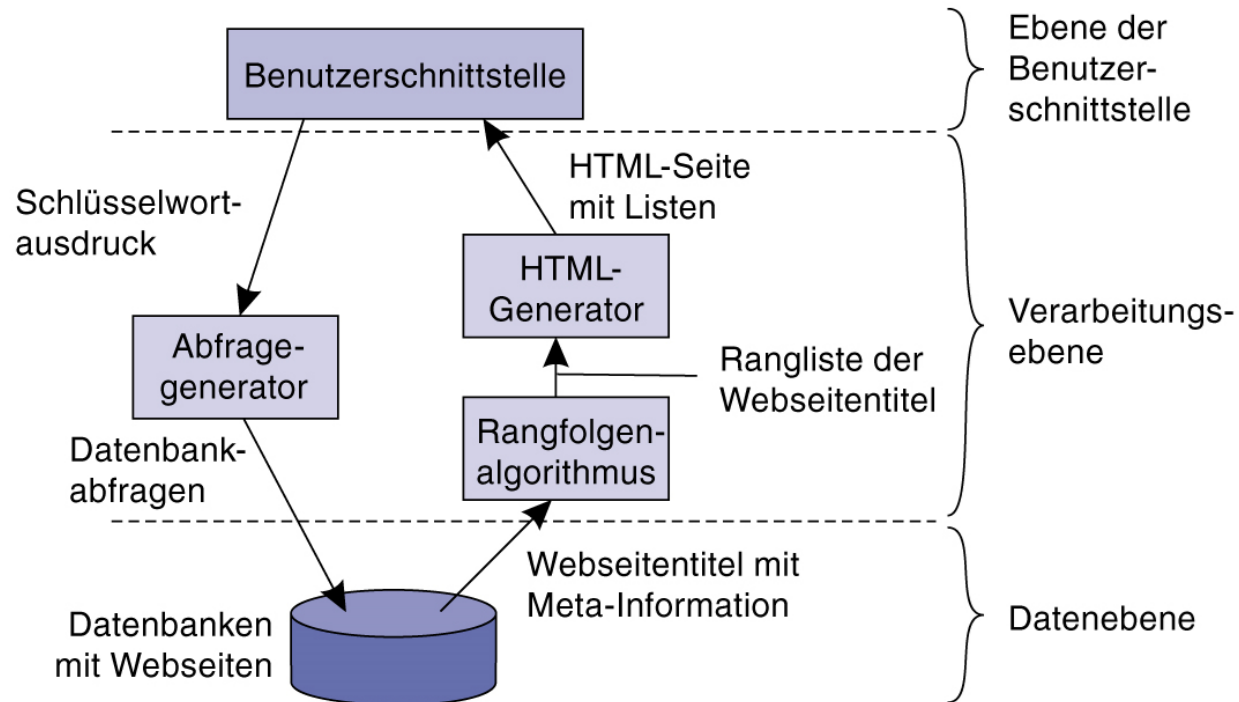 Benutzerschnittstelle
Ebene der
Benutzer-
schnittstelle
Schlüsselwort-
ausdruck
HTML-Seite
mit Listen
HTML-
Generator
Abfrage-
generator
Rangliste der
Webseitentitel
Verarbeitungs-
ebene
Rangfolgen-
algorithmus
Datenbank-
abfragen
Webseitentitel mit
Meta-Information
Datenbanken
mit Webseiten
Datenebene